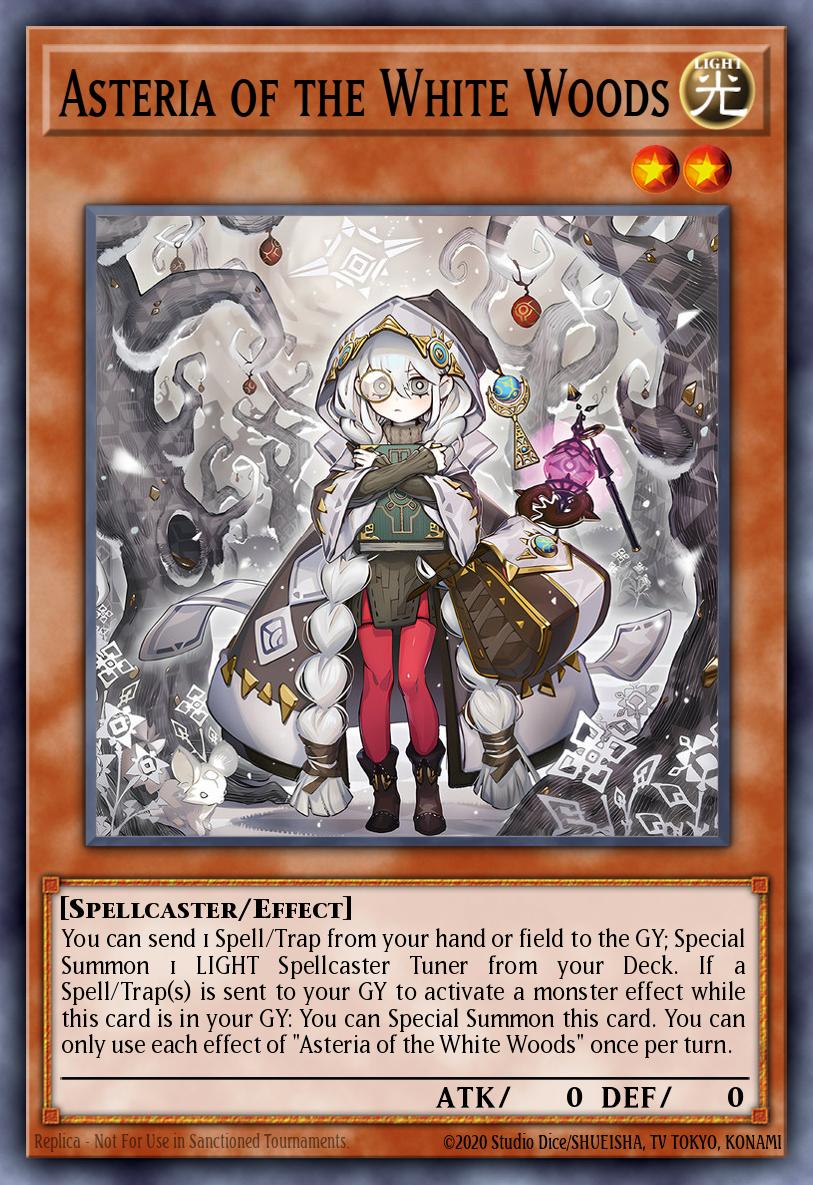 ASTERIA OF THE WHITE WOODS
LIGHT
光
[SPELLCASTER/EFFECT]
You can send 1 Spell/Trap from your hand or field to the GY; Special
Summon 1 LIGHT Spellcaster Tuner from your Deck. If a
Spell/Trap(s) is sent to your GY to activate a monster effect while
this card is in your GY: You can Special Summon this card. You can
only use each effect of "Asteria of the White Woods" once per turn.
ATK/ 0 DEF/ 0
Replica - Not For Use in Sanctioned Tournaments. ©2020 Studio Dice/SHUEISHA, TV TOKYO, KONAMI